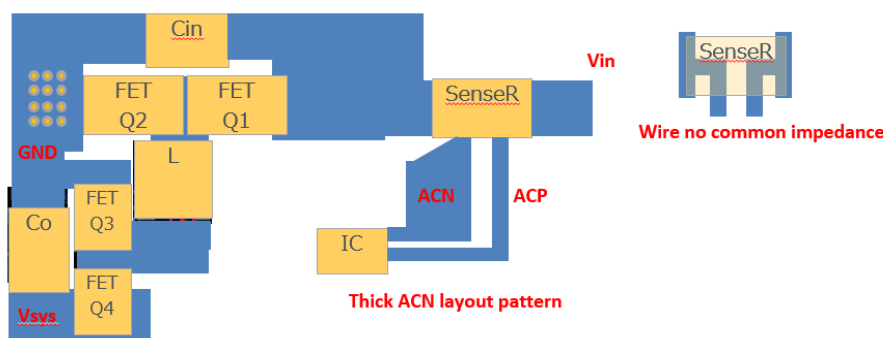 Cin
Vin
SenseR
FET
Q2
FET
Q1
SenseR
Wire no common impedance
GND
L
FET
Q3
ACN
ACP
Co
IC
FET
Q4
Thick ACN layout pattern
Vsys